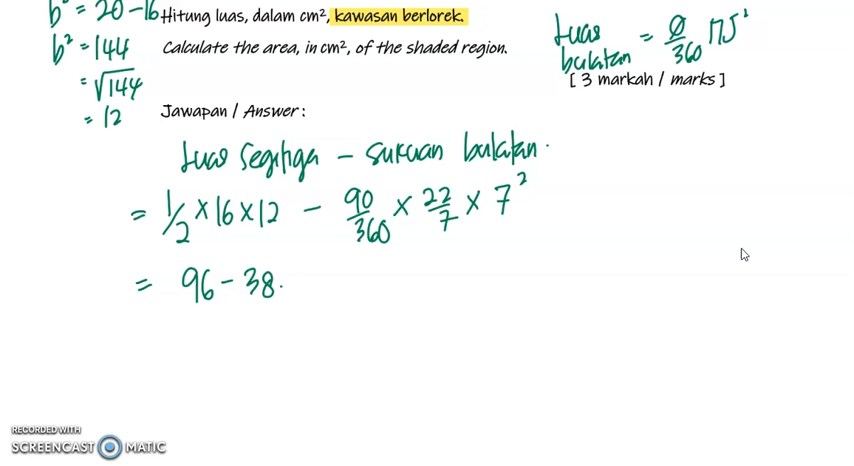 b² = 20 - 16
b² = 144
= √144
= 12
Hitung luas, dalam cm², kawasan berlorek.
Calculate the area, in cm², of the shaded region.
Luas bulatan = θ/360 πj²
[ 3 markah / marks ]
Jawapan / Answer :
Luas segitiga - sukuan bulatan.
= 1/2 × 16 × 12 - 90/360 × 22/7 × 7²
= 96 - 38.
RECORDED WITH
SCREENCAST MATIC